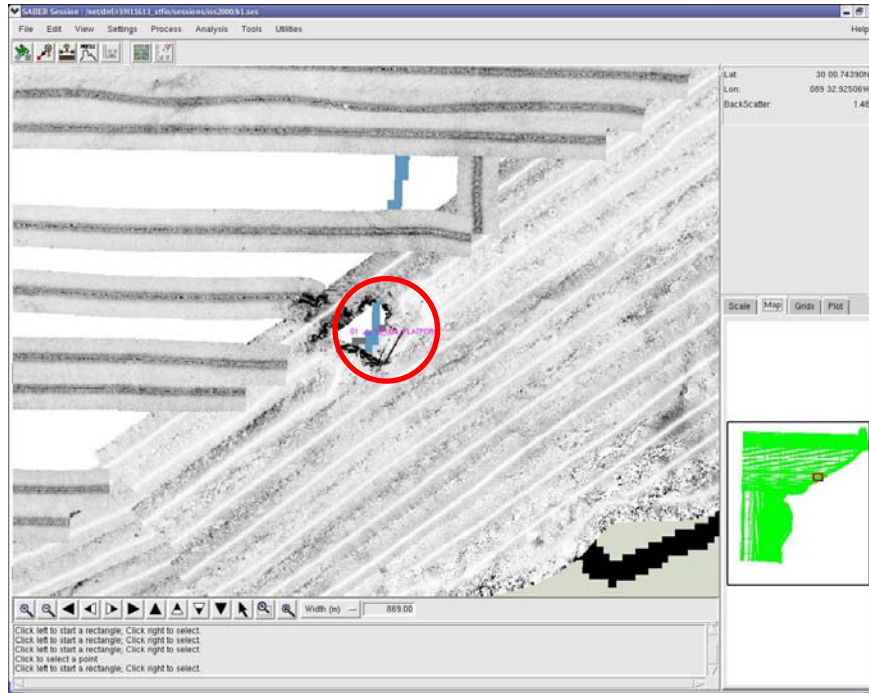 SABER Session : /net/dnf/r3/H11613_xtfio/sessions/iss2000/b1.ses
File Edit View Settings Process Analysis Tools Utilities Help
Lat: 30 00.74390N
Lon: 089 32.92506W
BackScatter: 1.48
Scale Map Grids Plot
Width (m) 869.00
Click left to start a rectangle; Click right to select.
Click left to start a rectangle; Click right to select.
Click left to start a rectangle; Click right to select.
Click to select a point
Click left to start a rectangle; Click right to select.